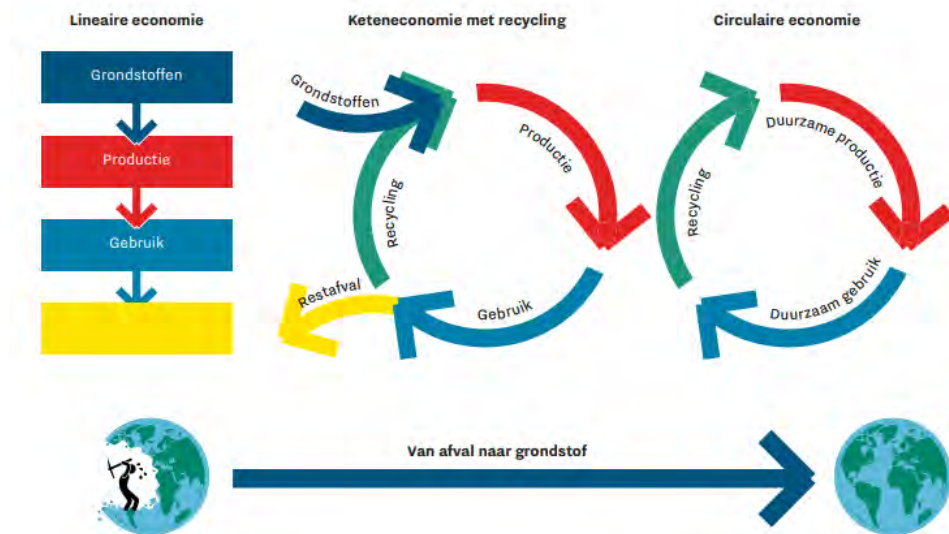 Lineaire economie
Keteneconomie met recycling
Circulaire economie
Grondstoffen
Productie
Gebruik
Grondstoffen
Productie
Gebruik
Restafval
Recycling
Duurzame productie
Duurzaam gebruik
Recycling
Van afval naar grondstof